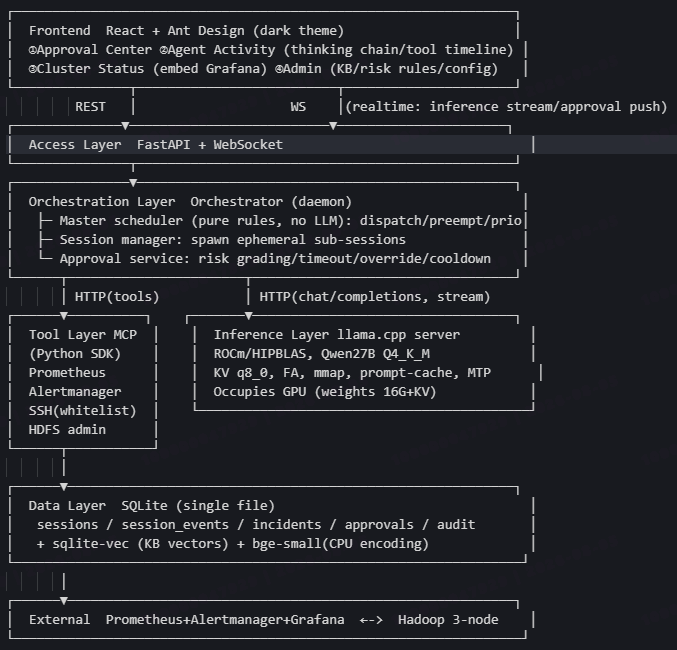 Frontend React + Ant Design (dark theme)
①Approval Center ②Agent Activity (thinking chain/tool timeline)
③Cluster Status (embed Grafana) ④Admin (KB/risk rules/config)
REST WS (realtime: inference stream/approval push)
Access Layer FastAPI + WebSocket
Orchestration Layer Orchestrator (daemon)
├─ Master scheduler (pure rules, no LLM): dispatch/preempt/prio
├─ Session manager: spawn ephemeral sub-sessions
└─ Approval service: risk grading/timeout/override/cooldown
HTTP(tools) HTTP(chat/completions, stream)
Tool Layer MCP
(Python SDK)
Prometheus
Alertmanager
SSH(whitelist)
HDFS admin
Inference Layer llama.cpp server
ROCm/HIPBLAS, Qwen27B Q4_K_M
KV q8_0, FA, mmap, prompt-cache, MTP
Occupies GPU (weights 16G+KV)
Data Layer SQLite (single file)
sessions / session_events / incidents / approvals / audit
+ sqlite-vec (KB vectors) + bge-small(CPU encoding)
External Prometheus+Alertmanager+Grafana <-> Hadoop 3-node